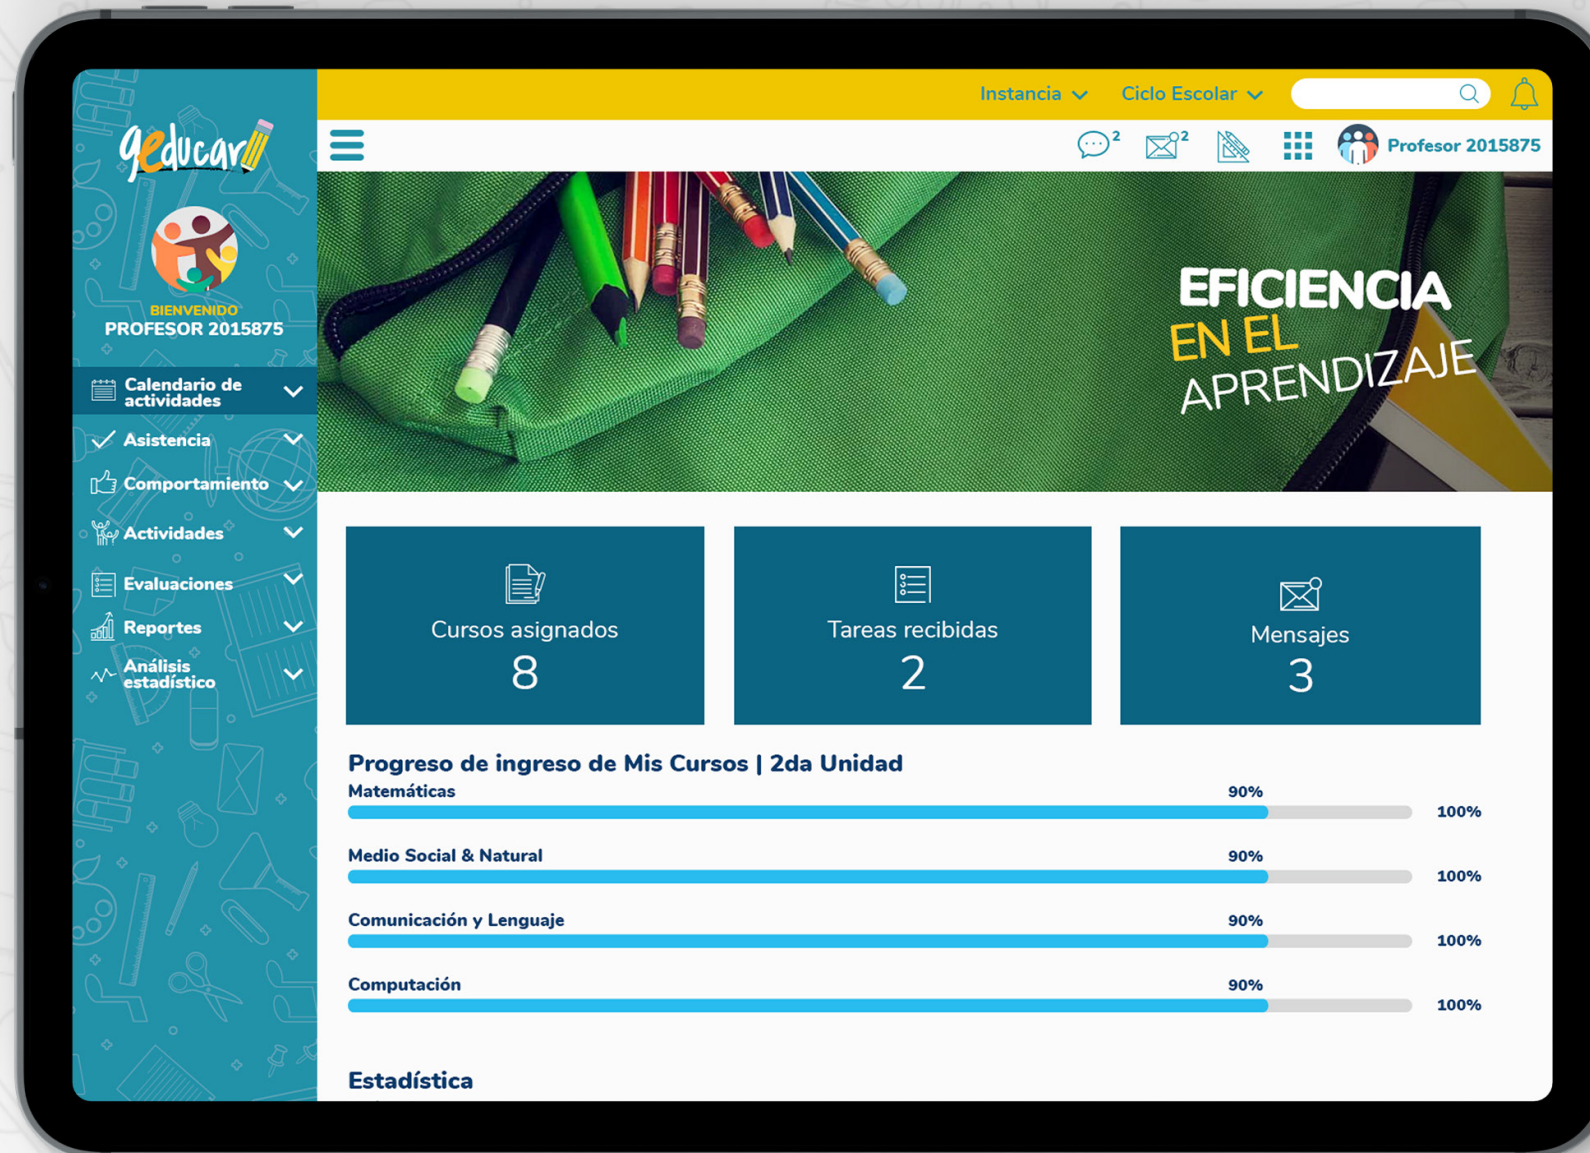 Instancia
Ciclo Escolar
geducar
2
2
Profesor 2015875
BIENVENIDO
PROFESOR 2015875
Calendario de
actividades
Asistencia
Comportamiento
Actividades
Evaluaciones
Reportes
Análisis
estadístico
EFICIENCIA
EN EL
APRENDIZAJE
Cursos asignados
8
Tareas recibidas
2
Mensajes
3
Progreso de ingreso de Mis Cursos | 2da Unidad
Matemáticas
90%
100%
Medio Social & Natural
90%
100%
Comunicación y Lenguaje
90%
100%
Computación
90%
100%
Estadística